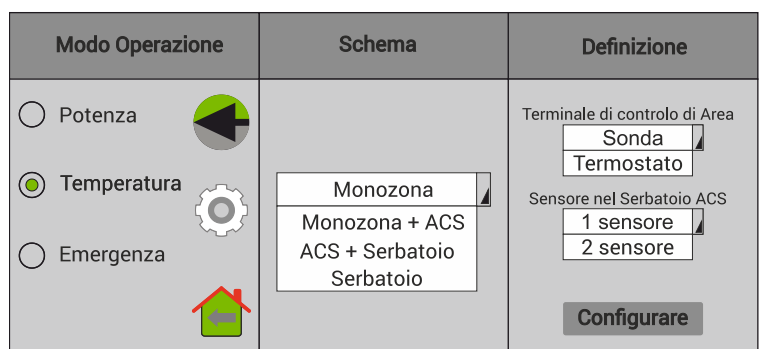 Modo Operazione
Schema
Definizione
Potenza
Temperatura
Emergenza
Monozona
Monozona + ACS
ACS + Serbatoio
Serbatoio
Terminale di controlo di Area
Sonda
Termostato
Sensore nel Serbatoio ACS
1 sensore
2 sensore
Configurare